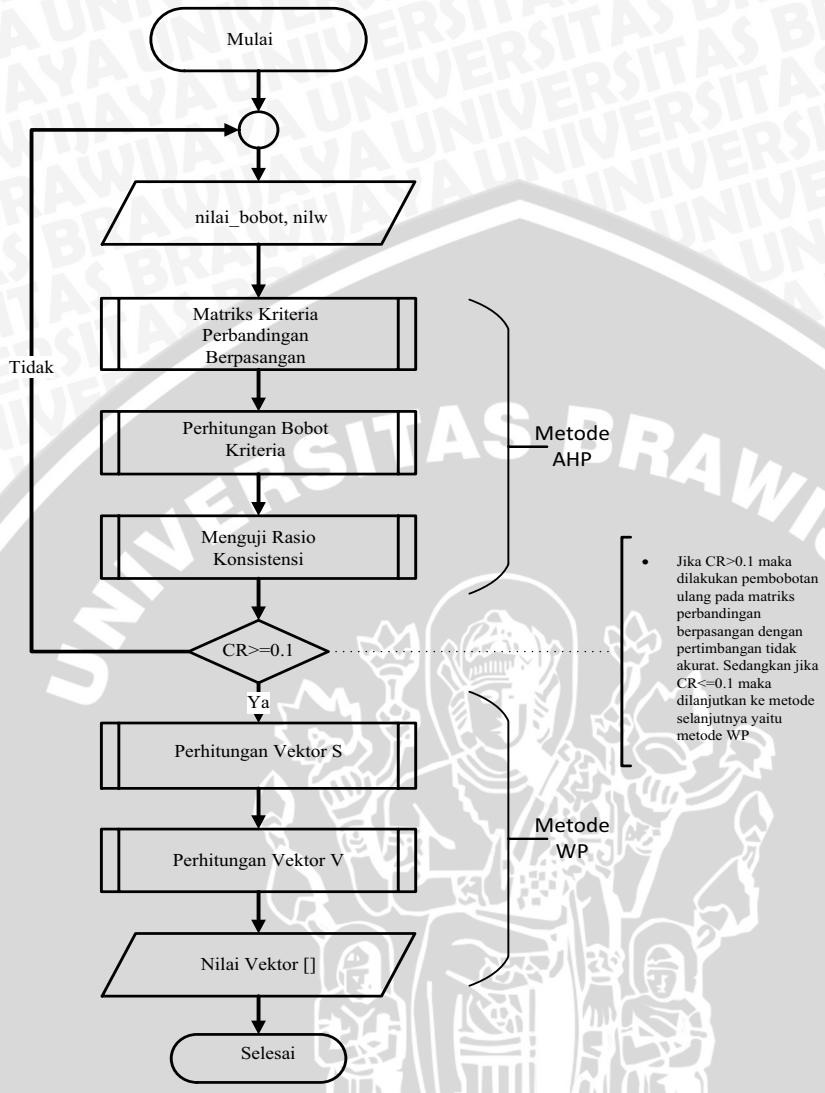 Mulai
nilai_bobot, nilw
Matriks Kriteria
Perbandingan
Berpasangan
Tidak
Perhitungan Bobot
Kriteria
Metode
AHP
Menguji Rasio
Konsistensi
• Jika CR>0.1 maka
dilakukan pembobotan
ulang pada matriks
perbandingan
berpasangan dengan
pertimbangan tidak
akurat. Sedangkan jika
CR<=0.1 maka
dilanjutkan ke metode
selanjutnya yaitu
metode WP
CR>=0.1
Ya
Perhitungan Vektor S
Perhitungan Vektor V
Metode
WP
Nilai Vektor []
Selesai
UNIVERSITAS BRAWIJ